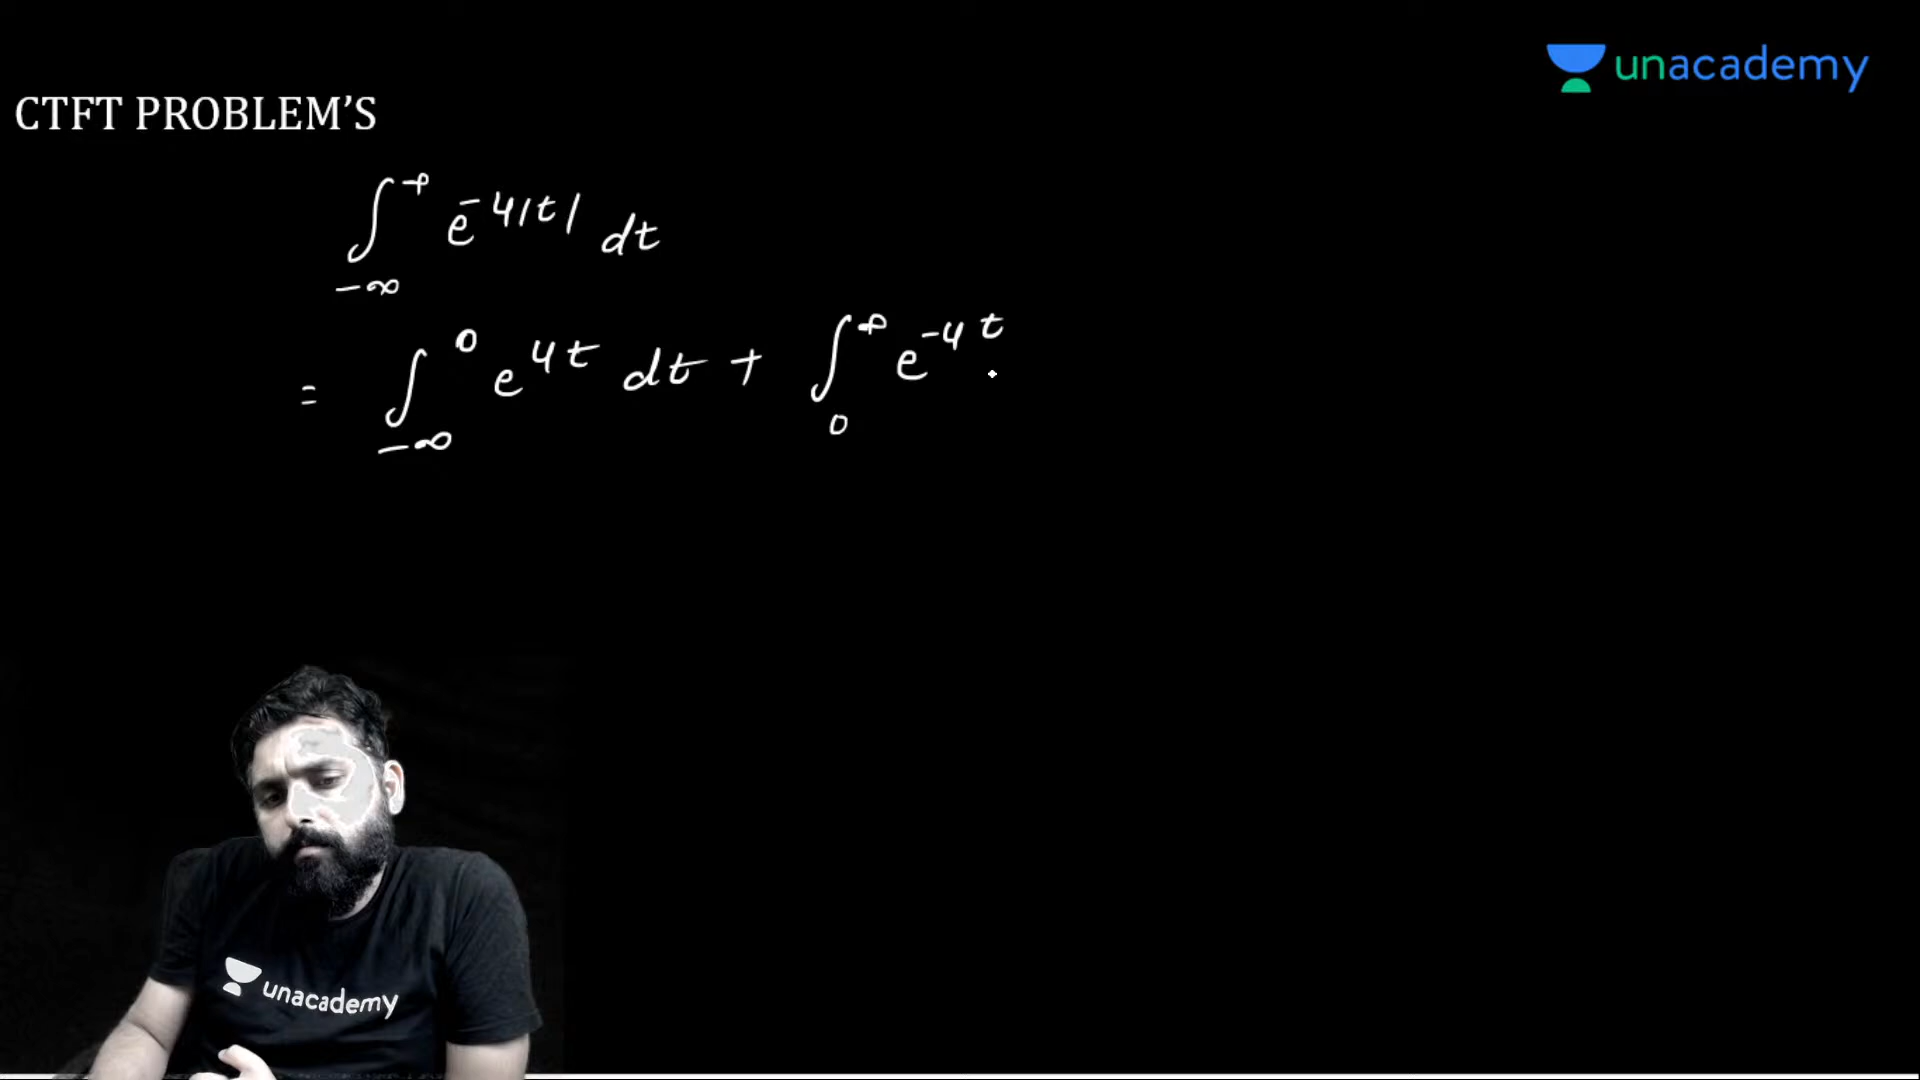 unacademy
CTFT PROBLEM'S
∫_{-∞}^{∞} e^{-4|t|} dt
= ∫_{-∞}^{0} e^{4t} dt + ∫_{0}^{∞} e^{-4t}
unacademy